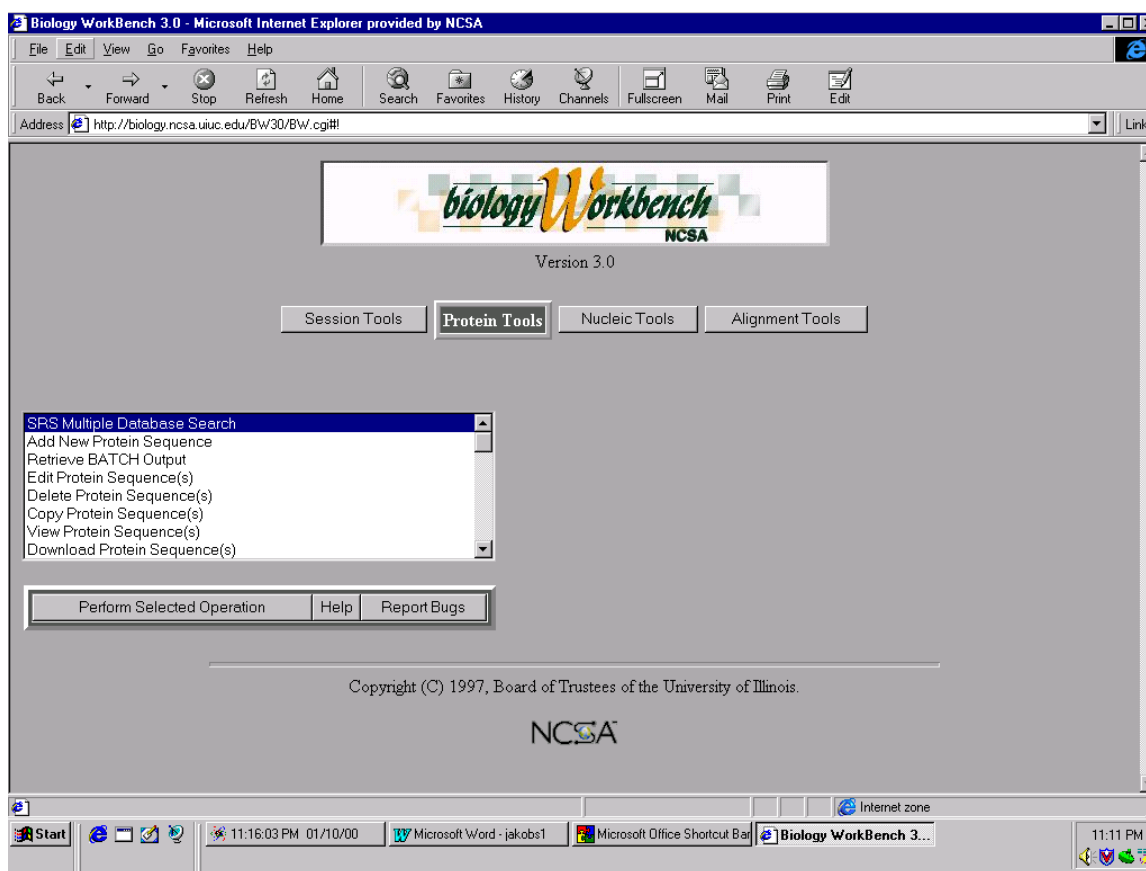 Biology WorkBench 3.0 - Microsoft Internet Explorer provided by NCSA
File Edit View Go Favorites Help
Back Forward Stop Refresh Home Search Favorites History Channels Fullscreen Mail Print Edit
Address http://biology.ncsa.uiuc.edu/BW30/BW.cgi#! Link
biology Workbench
NCSA
Version 3.0
Session Tools Protein Tools Nucleic Tools Alignment Tools
SRS Multiple Database Search
Add New Protein Sequence
Retrieve BATCH Output
Edit Protein Sequence(s)
Delete Protein Sequence(s)
Copy Protein Sequence(s)
View Protein Sequence(s)
Download Protein Sequence(s)
Perform Selected Operation Help Report Bugs
Copyright (C) 1997, Board of Trustees of the University of Illinois.
NCSA
Internet zone
Start 11:16:03 PM 01/10/00 Microsoft Word - jakobs1 Microsoft Office Shortcut Bar Biology WorkBench 3... 11:11 PM